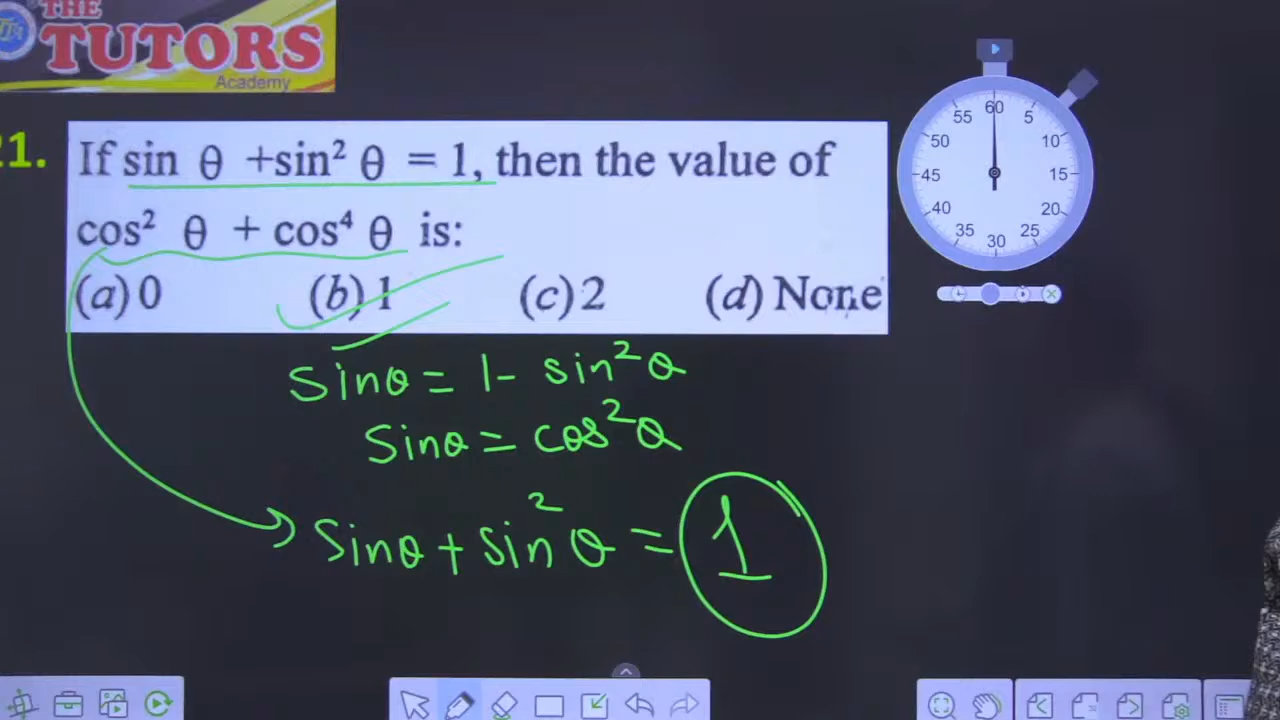 THE
TUTORS
Academy
21.
If sin θ +sin² θ = 1, then the value of
cos² θ + cos⁴ θ is:
(a) 0 (b) 1 (c) 2 (d) None
sinθ = 1- sin²θ
sinθ = cos²θ
sinθ + sin²θ = 1
60
5
10
15
20
25
30
35
40
45
50
55